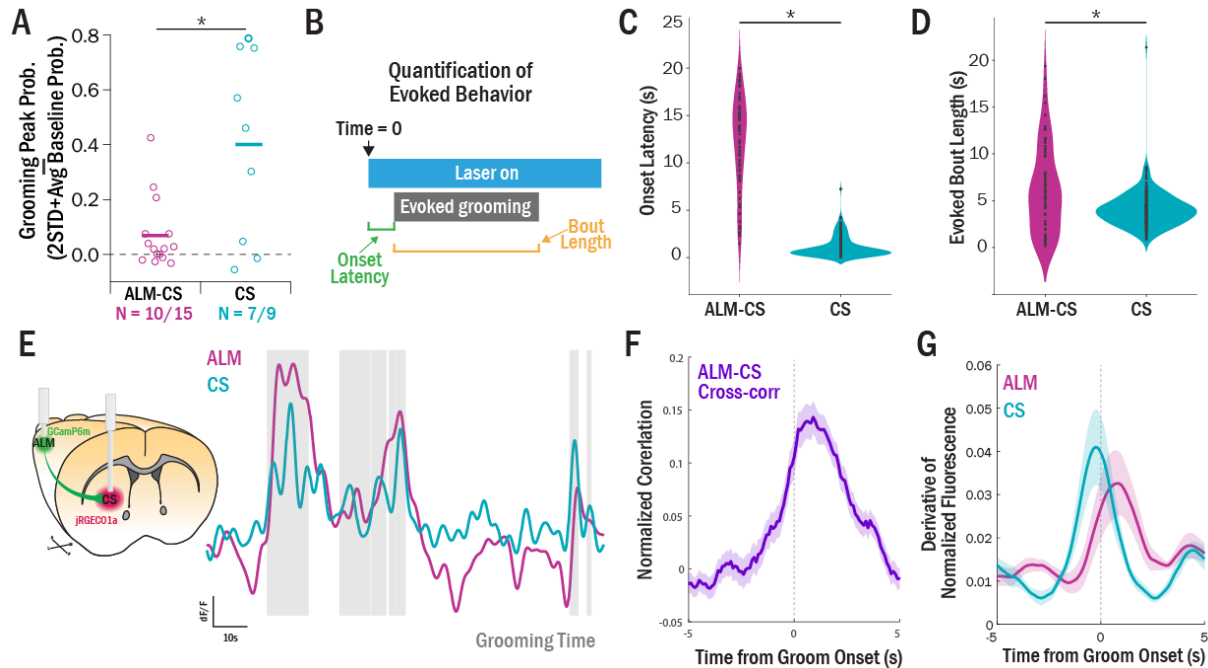 A
Grooming Peak Prob.
(2STD+Avg Baseline Prob.)
0.8
0.6
0.4
0.2
0.0
*
ALM-CS
CS
N = 10/15
N = 7/9
B
Quantification of
Evoked Behavior
Time = 0
Laser on
Evoked grooming
Onset
Latency
Bout
Length
C
Onset Latency (s)
25
20
15
10
5
0
*
ALM-CS
CS
D
Evoked Bout Length (s)
20
15
10
5
0
*
ALM-CS
CS
E
GCamP6m
ALM
CS
jRGECO1a
ALM
CS
dF/F
10s
Grooming Time
F
ALM-CS
Cross-corr
Normalized Corerlation
0.2
0.15
0.1
0.05
0
-0.05
-5
0
5
Time from Groom Onset (s)
G
ALM
CS
Derivative of
Normalized Fluorescence
0.06
0.05
0.04
0.03
0.02
0.01
0
-5
0
5
Time from Groom Onset (s)